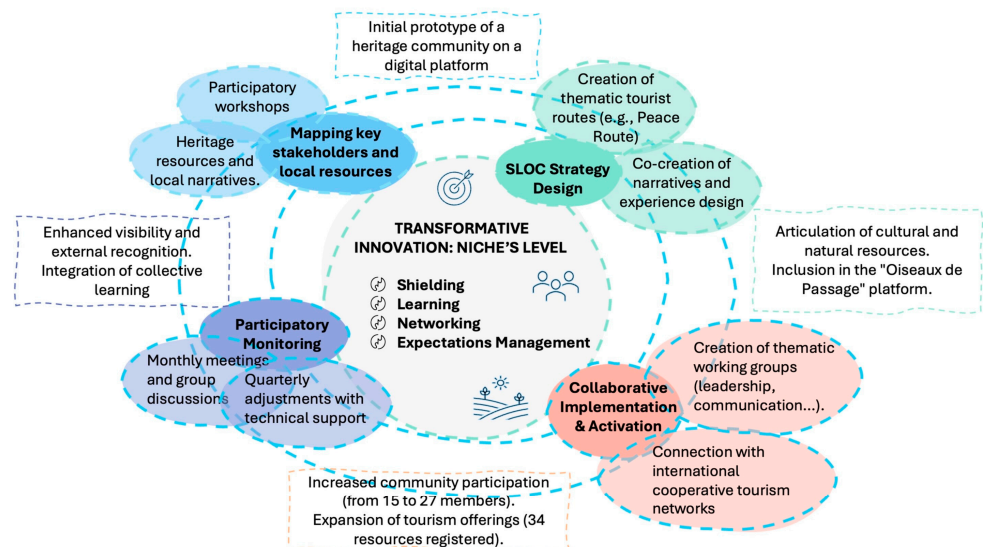 Initial prototype of a
heritage community on a
digital platform
Participatory
workshops
Heritage
resources and
local narratives.
Mapping key
stakeholders and
local resources
Creation of
thematic tourist
routes (e.g., Peace
Route)
SLOC Strategy
Design
Co-creation of
narratives and
experience design
Enhanced visibility and
external recognition.
Integration of collective
learning
TRANSFORMATIVE
INNOVATION: NICHE'S LEVEL
Shielding
Learning
Networking
Expectations Management
Articulation of cultural and
natural resources.
Inclusion in the "Oiseaux de
Passage" platform.
Participatory
Monitoring
Monthly meetings
and group
discussions
Quarterly
adjustments with
technical support
Collaborative
Implementation
& Activation
Creation of thematic
working groups
(leadership,
communication...).
Connection with
international
cooperative tourism
networks
Increased community participation
(from 15 to 27 members).
Expansion of tourism offerings (34
resources registered).